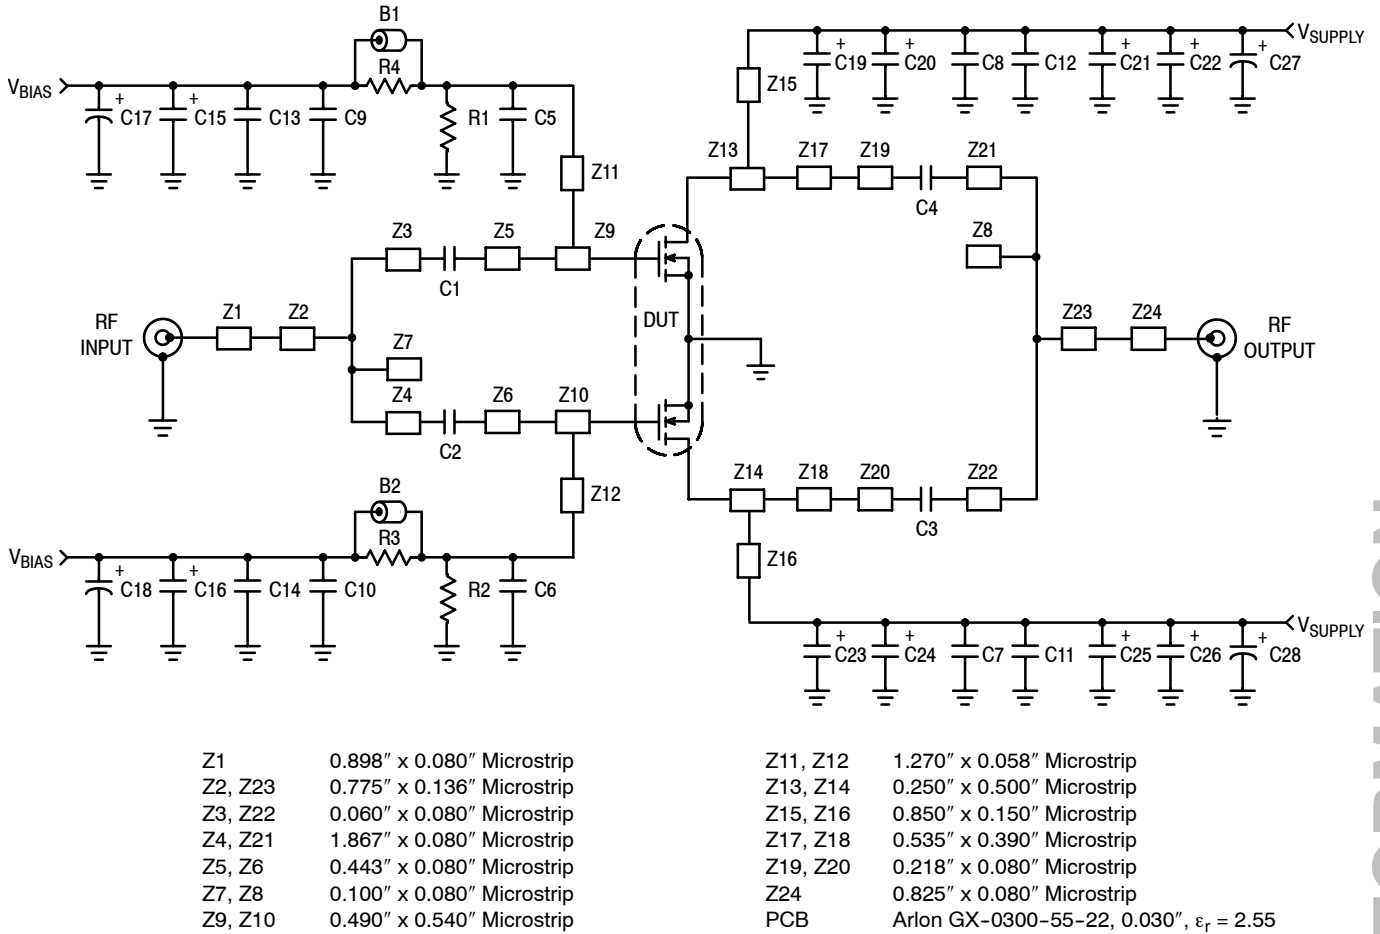 B1
VSUPPLY
+ C19
+ C20
C8
C12
+ C21
+ C22
+ C27
R4
Z15
VBIAS
+ C17
+ C15
C13
C9
R1
C5
Z11
Z13
Z17
Z19
C4
Z21
Z3
C1
Z5
Z9
Z8
RF INPUT
Z1
Z2
DUT
Z23
Z24
RF OUTPUT
Z7
Z4
C2
Z6
Z10
B2
R3
Z12
Z14
Z18
Z20
C3
Z22
VBIAS
+ C18
+ C16
C14
C10
R2
C6
Z16
VSUPPLY
+ C23
+ C24
C7
C11
+ C25
+ C26
+ C28
Z1 0.898″ x 0.080″ Microstrip
Z2, Z23 0.775″ x 0.136″ Microstrip
Z3, Z22 0.060″ x 0.080″ Microstrip
Z4, Z21 1.867″ x 0.080″ Microstrip
Z5, Z6 0.443″ x 0.080″ Microstrip
Z7, Z8 0.100″ x 0.080″ Microstrip
Z9, Z10 0.490″ x 0.540″ Microstrip
Z11, Z12 1.270″ x 0.058″ Microstrip
Z13, Z14 0.250″ x 0.500″ Microstrip
Z15, Z16 0.850″ x 0.150″ Microstrip
Z17, Z18 0.535″ x 0.390″ Microstrip
Z19, Z20 0.218″ x 0.080″ Microstrip
Z24 0.825″ x 0.080″ Microstrip
PCB Arlon GX-0300-55-22, 0.030″, εr = 2.55